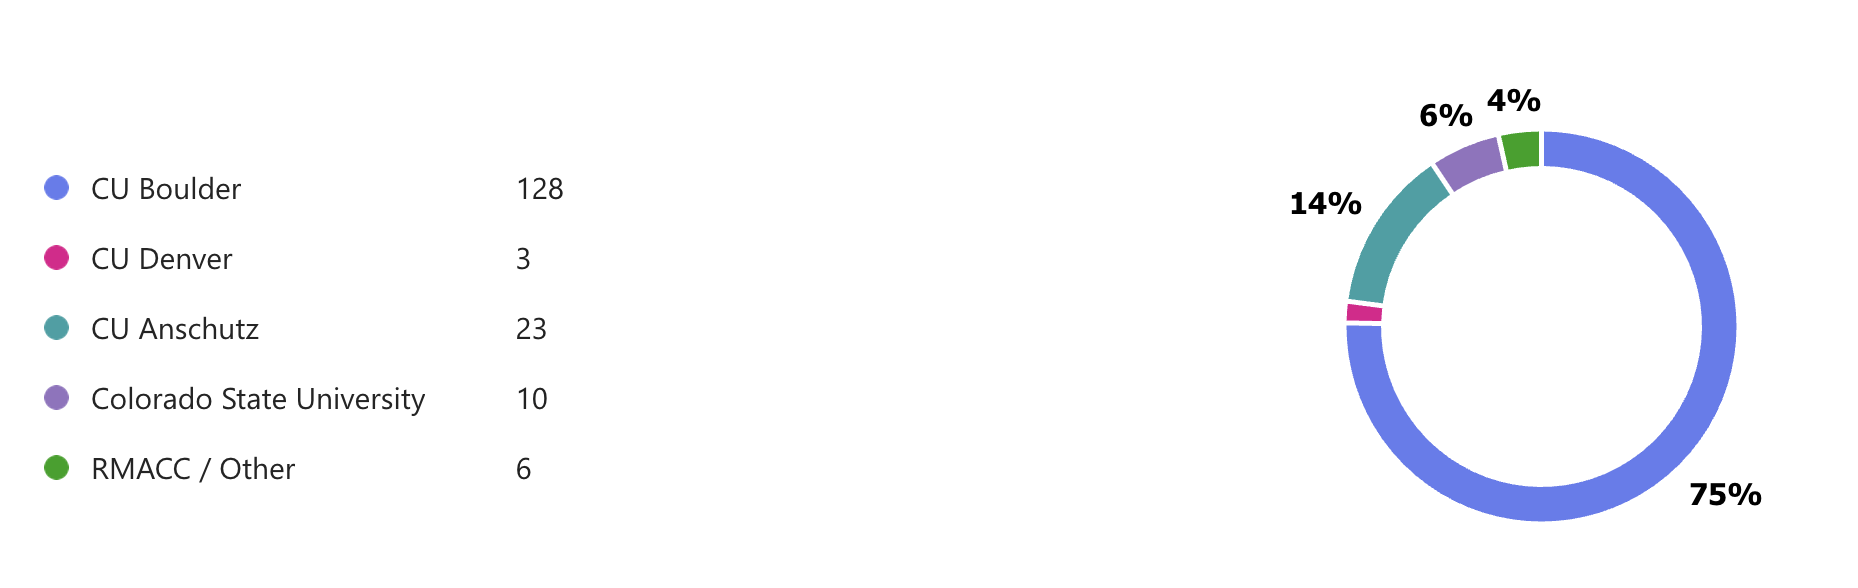 CU Boulder 128
CU Denver 3
CU Anschutz 23
Colorado State University 10
RMACC / Other 6
4%
6%
14%
75%